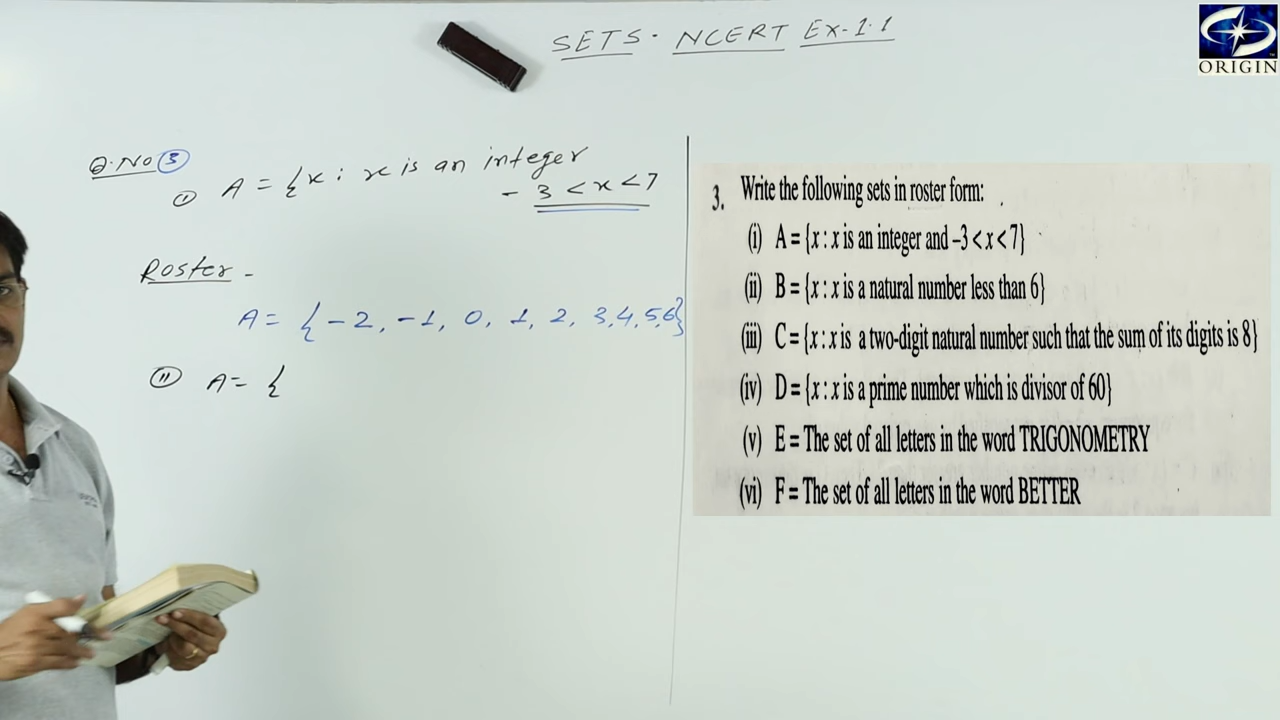 SETS. NCERT Ex-1.1
ORIGIN
Q.No 3
(i) A = {x : x is an integer
- 3 < x < 7
Roster -
A = { -2, -1, 0, 1, 2, 3,4,5,6}
(ii) A = {
3. Write the following sets in roster form:
(i) A = {x : x is an integer and –3 < x < 7}
(ii) B = {x : x is a natural number less than 6}
(iii) C = {x : x is a two-digit natural number such that the sum of its digits is 8}
(iv) D = {x : x is a prime number which is divisor of 60}
(v) E = The set of all letters in the word TRIGONOMETRY
(vi) F = The set of all letters in the word BETTER